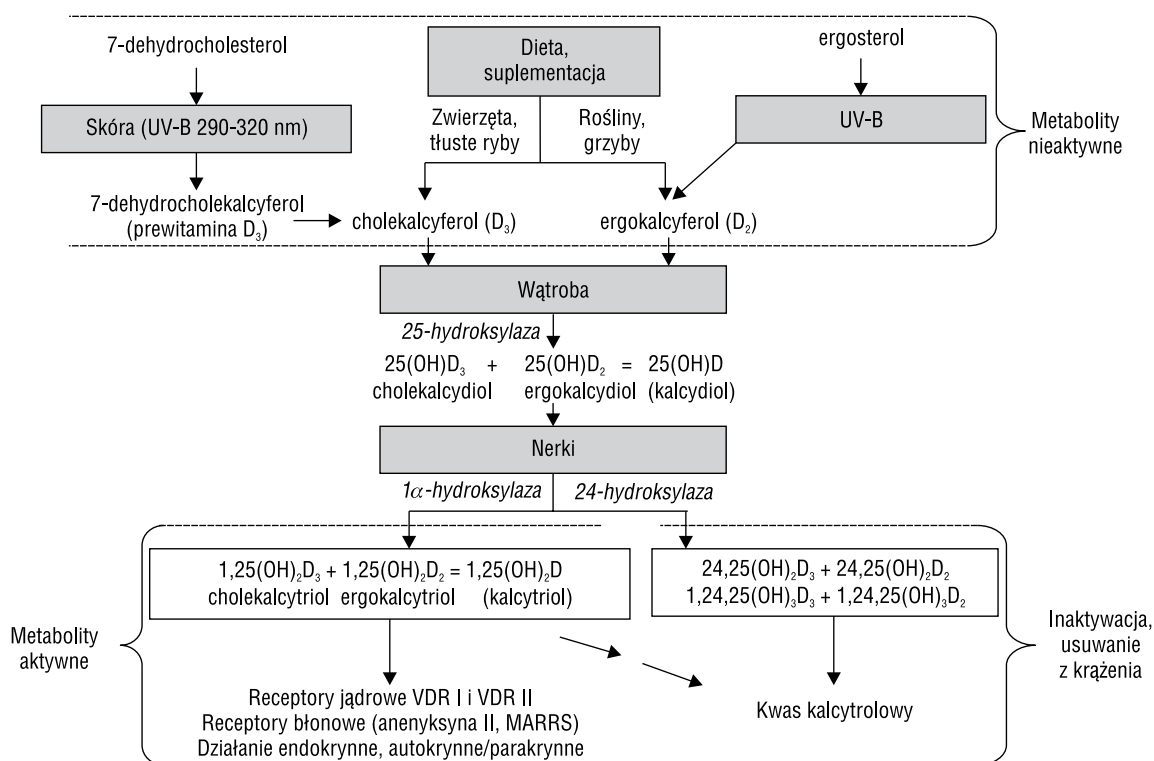 7-dehydrocholesterol
Dieta,
suplementacja
ergosterol
Skóra (UV-B 290-320 nm)
Zwierzęta,
tłuste ryby
Rośliny,
grzyby
UV-B
Metabolity
nieaktywne
7-dehydrocholekalcyferol
(prewitamina D₃)
cholekalcyferol (D₃)
ergokalcyferol (D₂)
Wątroba
25-hydroksylaza
25(OH)D₃ + 25(OH)D₂ = 25(OH)D
cholekalcydiol ergokalcydiol (kalcydiol)
Nerki
1α-hydroksylaza
24-hydroksylaza
1,25(OH)₂D₃ + 1,25(OH)₂D₂ = 1,25(OH)₂D
cholekalcytriol ergokalcytriol (kalcytriol)
24,25(OH)₂D₃ + 24,25(OH)₂D₂
1,24,25(OH)₃D₃ + 1,24,25(OH)₃D₂
Metabolity
aktywne
Inaktywacja,
usuwanie
z krążenia
Receptory jądrowe VDR I i VDR II
Receptory błonowe (anenyksyna II, MARRS)
Działanie endokrynne, autokrynne/parakrynne
Kwas kalcytrolowy